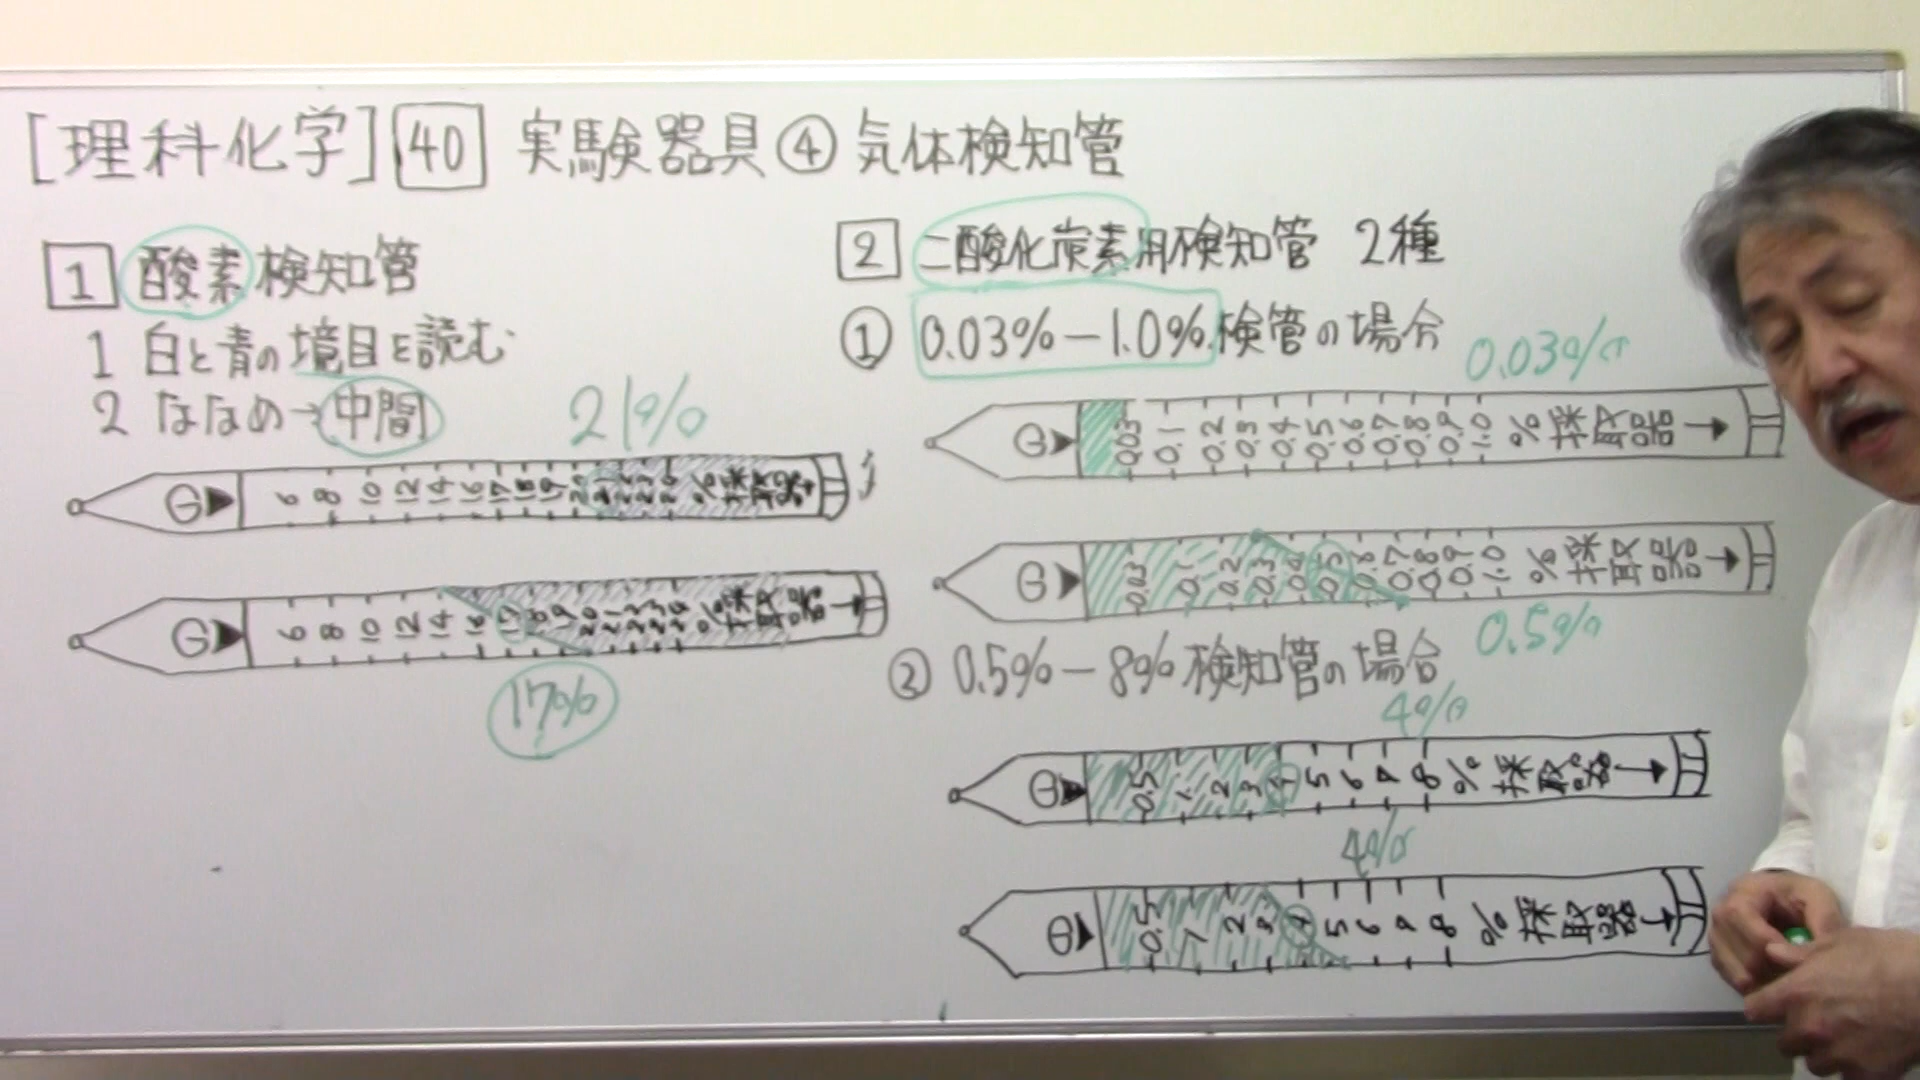 [理科化学] 40 実験器具④気体検知管
1 酸素検知管
1 白と青の境目を読む
2 ななめ→中間
21%
G 6 8 10 12 14 16 17 18 19 20 21 22 23 24 % 採取器→
G 6 8 10 12 14 16 17 18 19 20 21 22 23 24 % 採取器→
17%
2 二酸化炭素用検知管 2種
① 0.03%－1.0% 検管の場合
0.03%
G 0.03 0.1 0.2 0.3 0.4 0.5 0.6 0.7 0.8 0.9 1.0 % 採取器→
G 0.03 0.1 0.2 0.3 0.4 0.5 0.6 0.7 0.8 0.9 1.0 % 採取器→
0.5%
② 0.5%－8% 検知管の場合
4%
G 0.5 1 2 3 4 5 6 7 8 % 採取器→
4%
G 0.5 1 2 3 4 5 6 7 8 % 採取器→